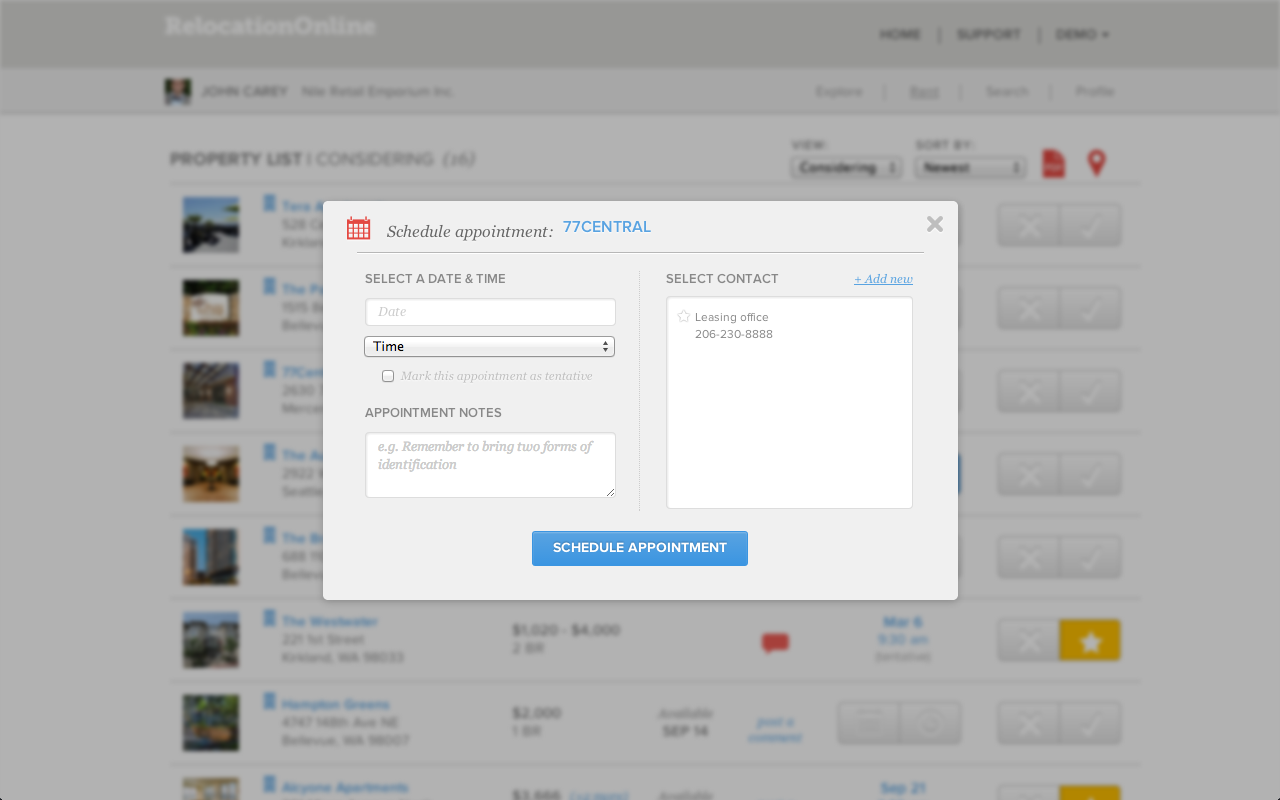 RelocationOnline
HOME | SUPPORT | DEMO
JOHN CAREY Nile Retail Emporium Inc.
Explore | Rent | Search | Profile
PROPERTY LIST | CONSIDERING (16)
VIEW:
Considering
SORT BY:
Newest
Schedule appointment: 77CENTRAL
SELECT A DATE & TIME
Date
Time
Mark this appointment as tentative
APPOINTMENT NOTES
e.g. Remember to bring two forms of
identification
SELECT CONTACT
+ Add new
Leasing office
206-230-8888
SCHEDULE APPOINTMENT
The Westwater
221 1st Street
Kirkland, WA 98033
$1,020 - $4,000
2 BR
Mar 6
9:30 am
(tentative)
Hampton Greens
4747 148th Ave NE
Bellevue, WA 98007
$2,000
1 BR
Available
SEP 14
post a
comment
Alcyone Apartments
Sep 21